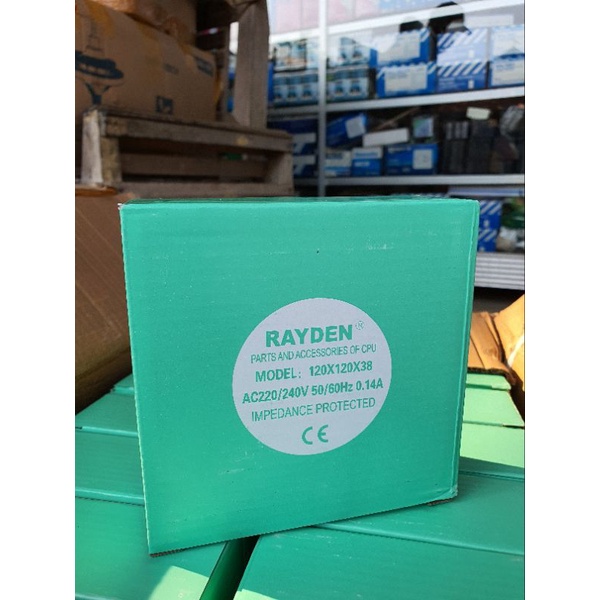 RAYDEN®
PARTS AND ACCESSORIES OF CPU
MODEL: 120X120X38
AC220/240V 50/60Hz 0.14A
IMPEDANCE PROTECTED
CE